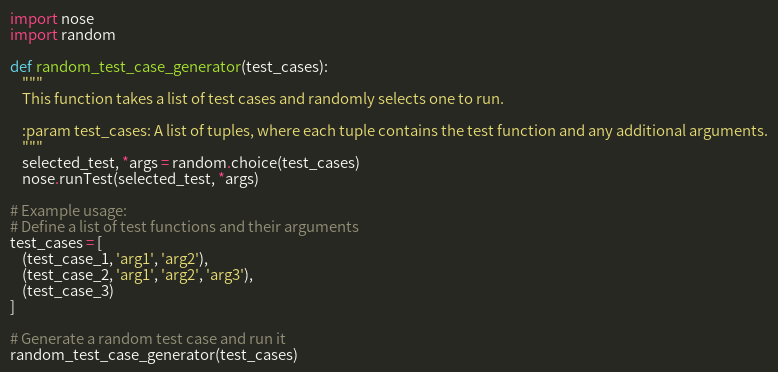 import nose
import random
def random_test_case_generator(test_cases):
"""
This function takes a list of test cases and randomly selects one to run.
:param test_cases: A list of tuples, where each tuple contains the test function and any additional arguments.
"""
selected_test, *args = random.choice(test_cases)
nose.runTest(selected_test, *args)
# Example usage:
# Define a list of test functions and their arguments
test_cases = [
(test_case_1, 'arg1', 'arg2'),
(test_case_2, 'arg1', 'arg2', 'arg3'),
(test_case_3)
]
# Generate a random test case and run it
random_test_case_generator(test_cases)